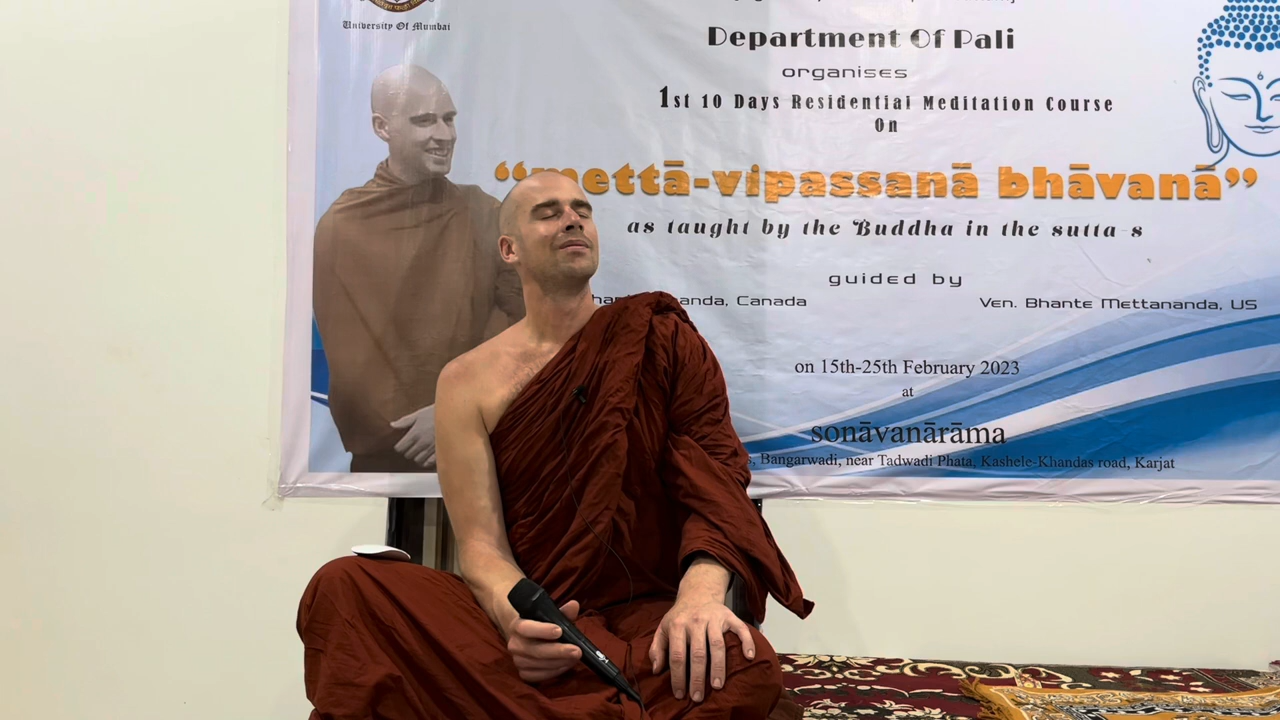 University Of Mumbai
Department Of Pali
organises
1st 10 Days Residential Meditation Course
On
“mettā-vipassanā bhāvanā”
as taught by the Buddha in the sutta-s
guided by
anda, Canada
Ven. Bhante Mettananda, US
on 15th-25th February 2023
at
sonāvanārāma
Bangarwadi, near Tadwadi Phata, Kashele-Khandas road, Karjat